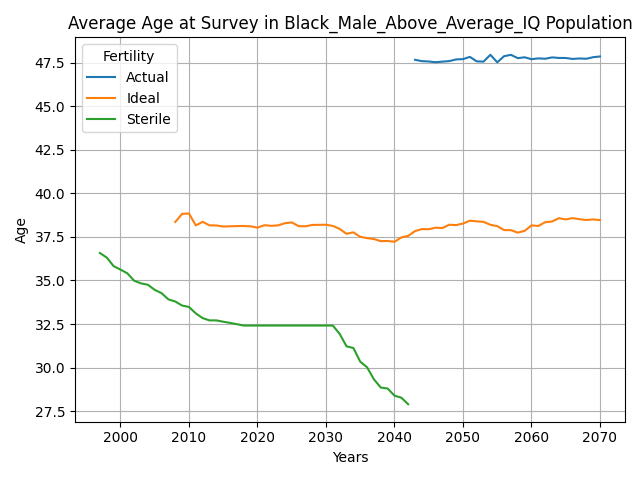 Average Age at Survey in Black_Male_Above_Average_IQ Population
Fertility
Actual
Ideal
Sterile
47.5
45.0
42.5
40.0
37.5
35.0
32.5
30.0
27.5
Age
2000
2010
2020
2030
2040
2050
2060
2070
Years